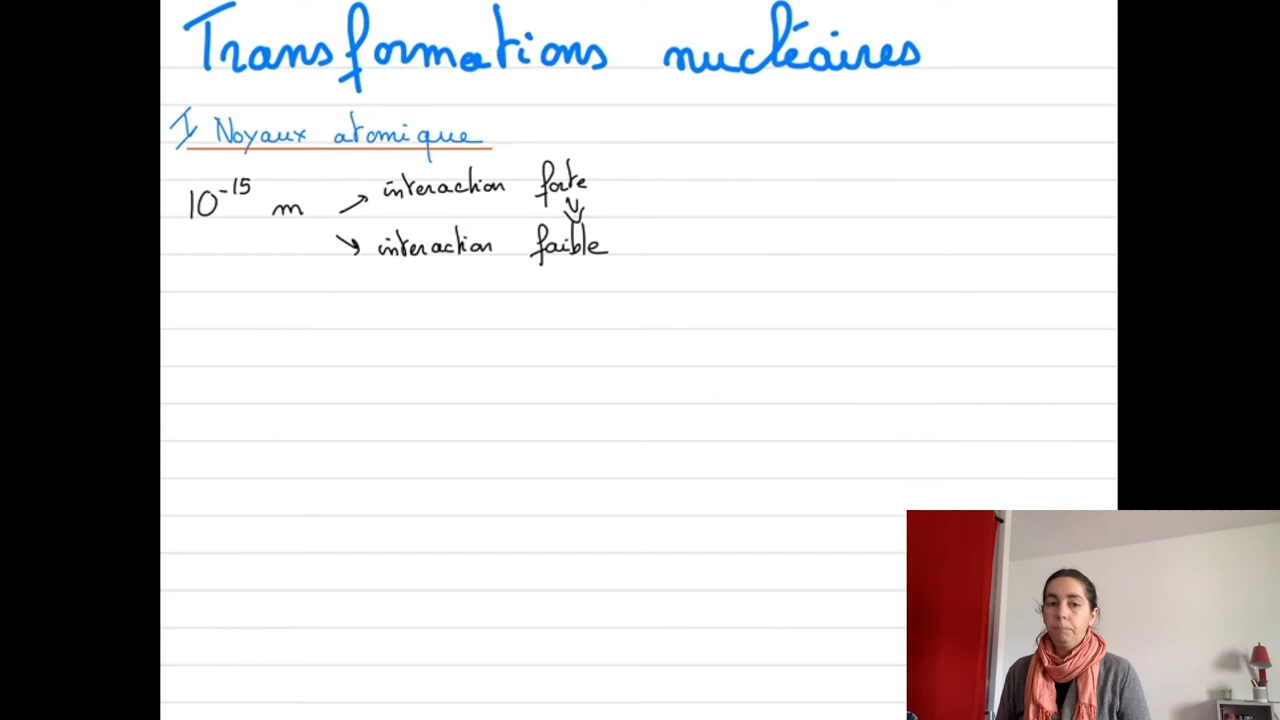 Transformations nucléaires
I Noyaux atomique
10⁻¹⁵ m → interaction forte
↘ interaction faible